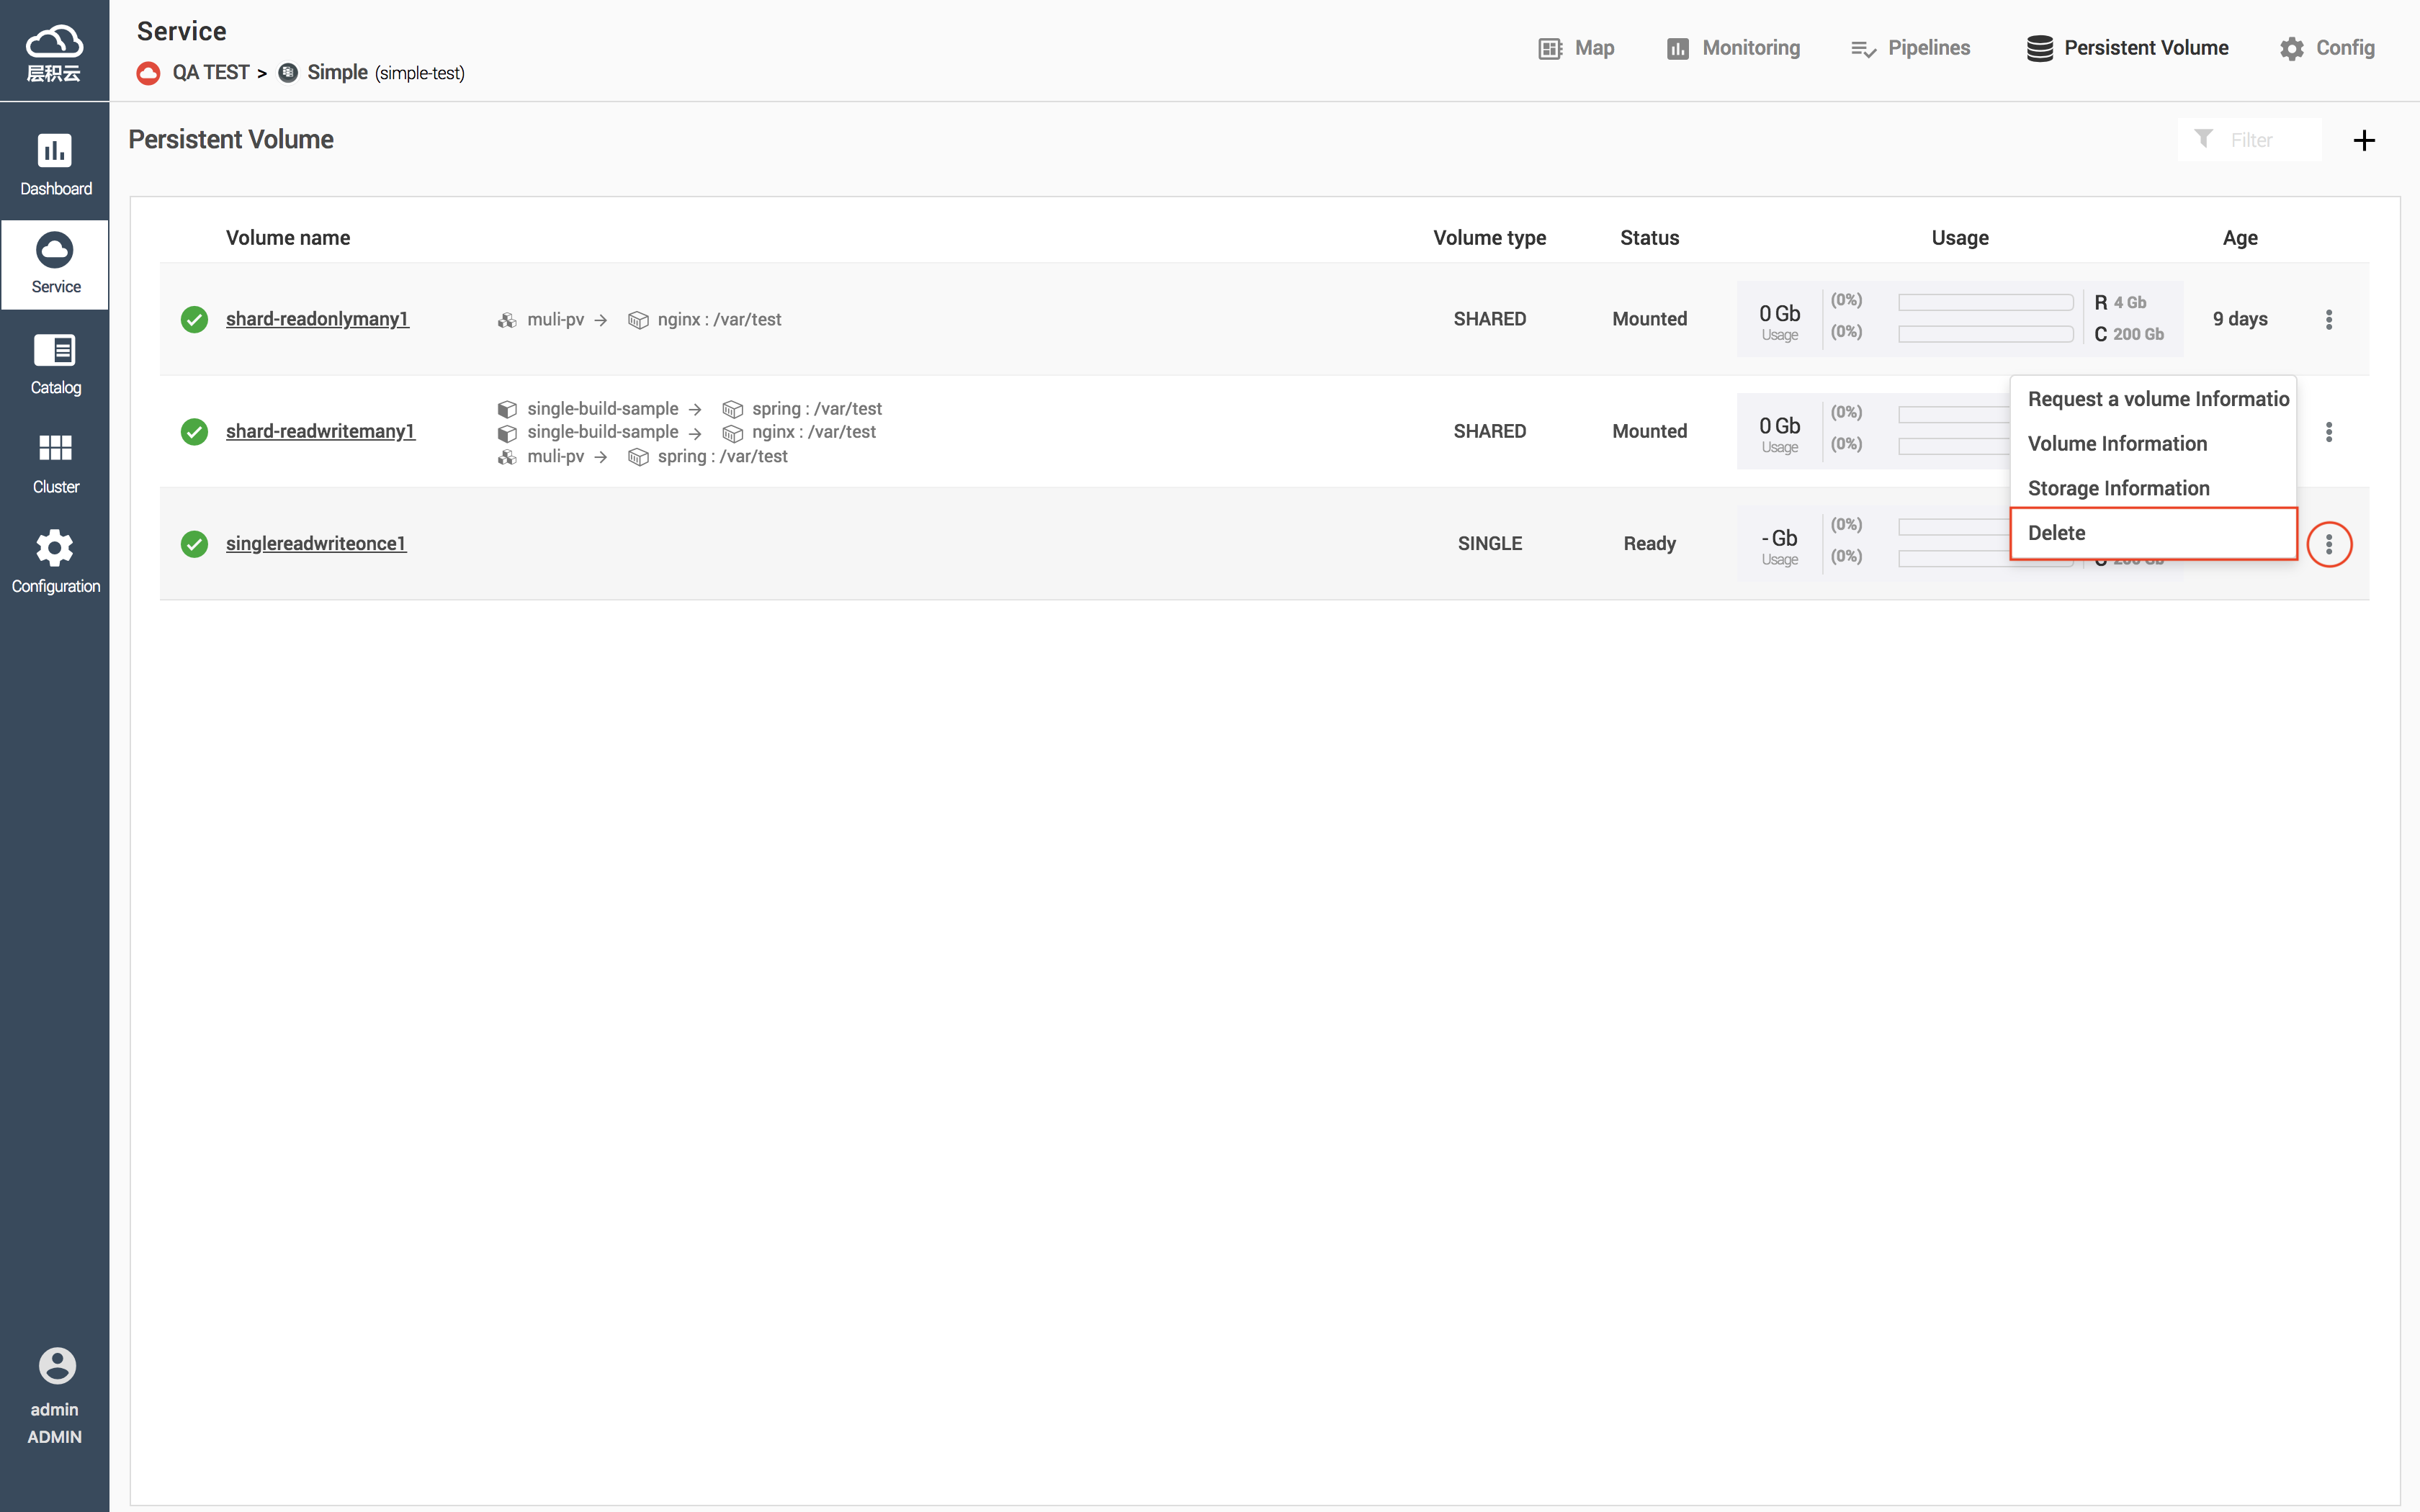 层积云
Service
QA TEST > Simple (simple-test)
Map
Monitoring
Pipelines
Persistent Volume
Config
Dashboard
Service
Catalog
Cluster
Configuration
admin
ADMIN
Persistent Volume
Filter
Volume name
Volume type
Status
Usage
Age
shard-readonlymany1
muli-pv → nginx : /var/test
SHARED
Mounted
0 Gb
Usage
(0%)
(0%)
R 4 Gb
C 200 Gb
9 days
shard-readwritemany1
single-build-sample → spring : /var/test
single-build-sample → nginx : /var/test
muli-pv → spring : /var/test
SHARED
Mounted
0 Gb
Usage
(0%)
(0%)
singlereadwriteonce1
SINGLE
Ready
- Gb
Usage
(0%)
(0%)
Request a volume Informatio
Volume Information
Storage Information
Delete